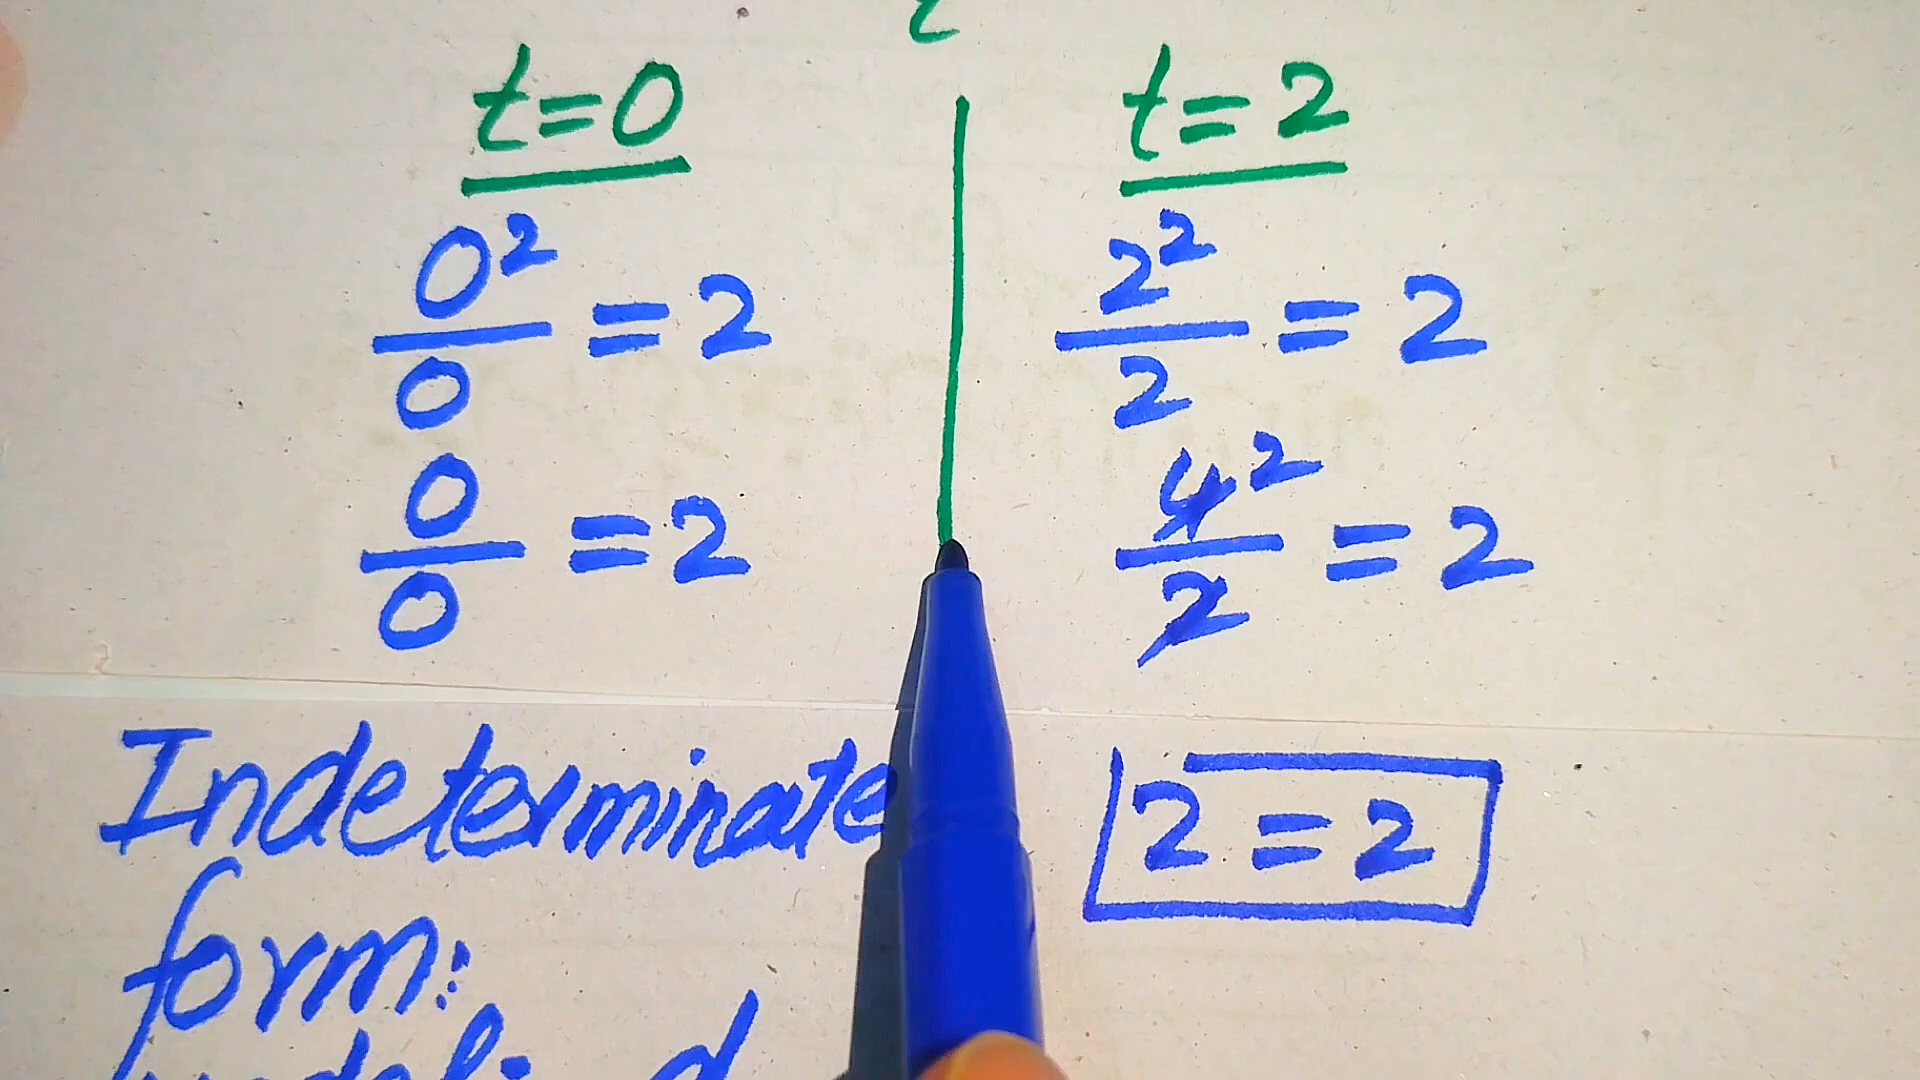 t
t=0
0²/0 = 2
0/0 = 2
Indeterminate
form:
t=2
2²/2 = 2
4²/2 = 2
2 = 2